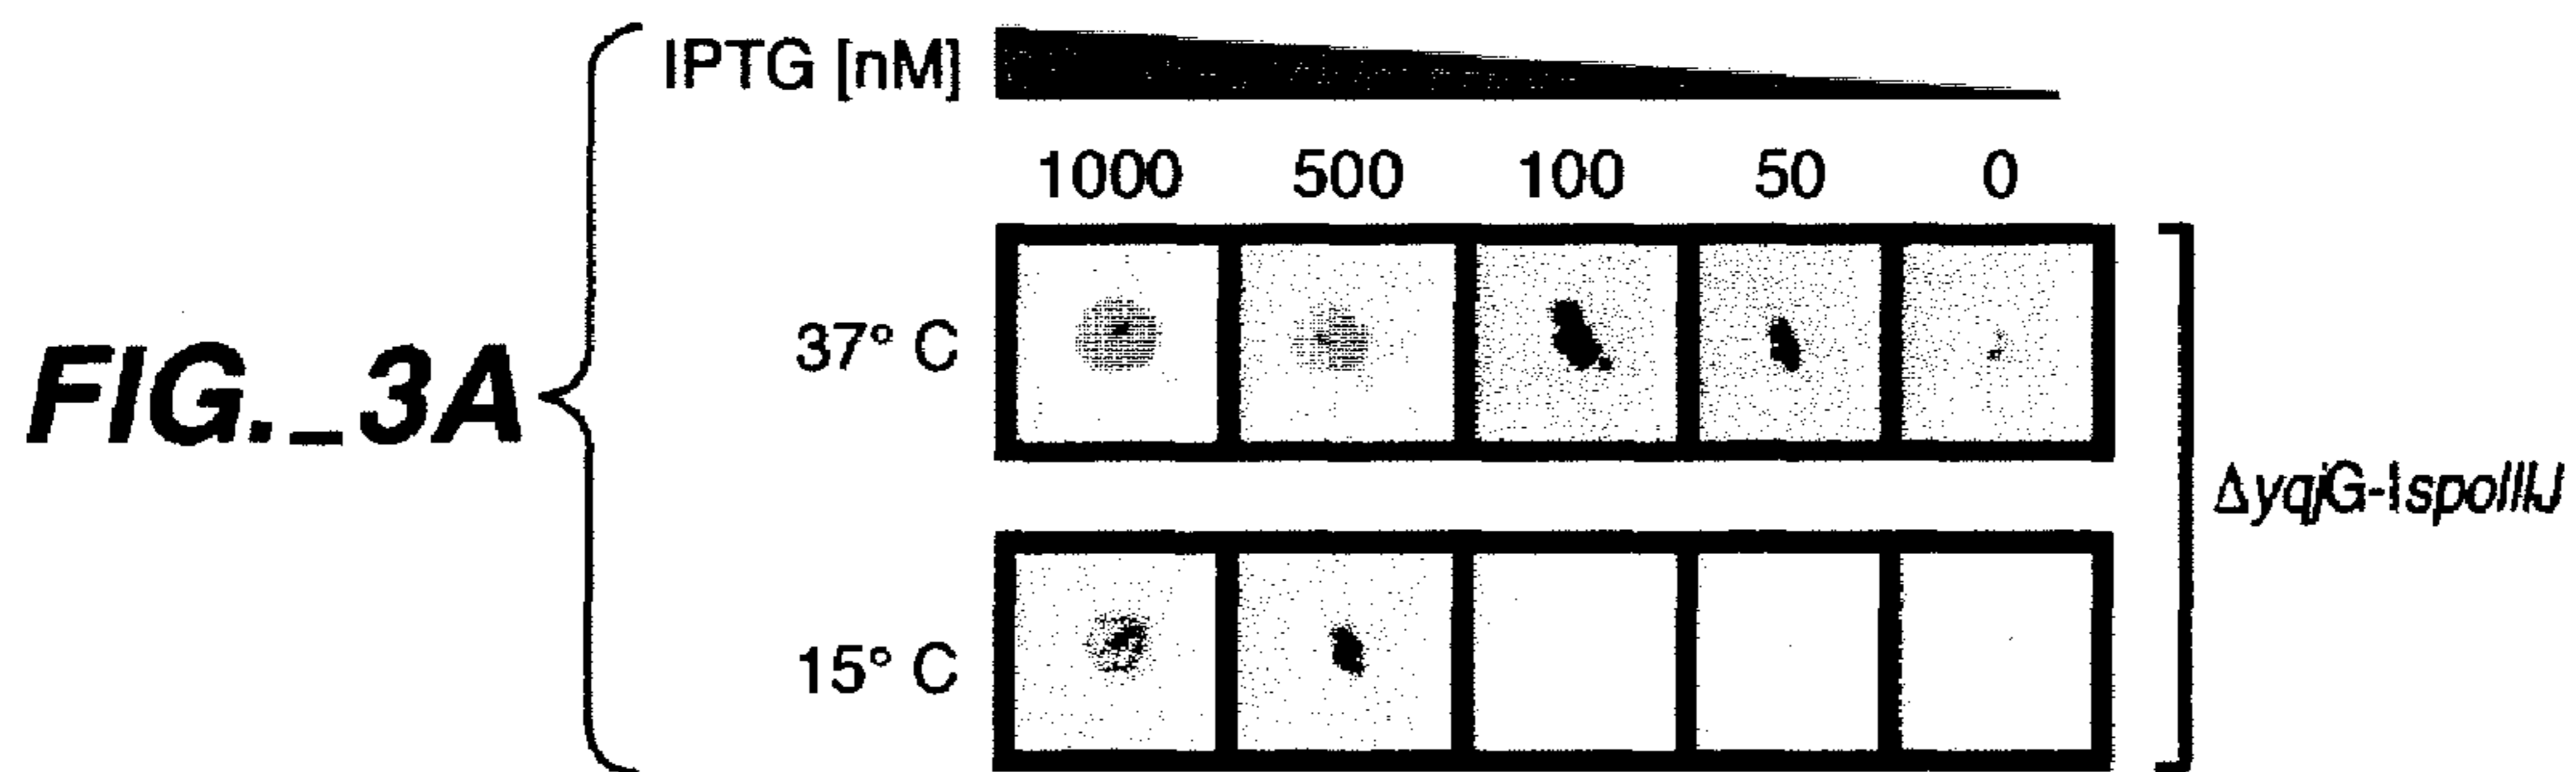 IPTG [nM]
1000 500 100 50 0
37° C
FIG._3A
ΔyqjG-IspoIIIJ
15° C